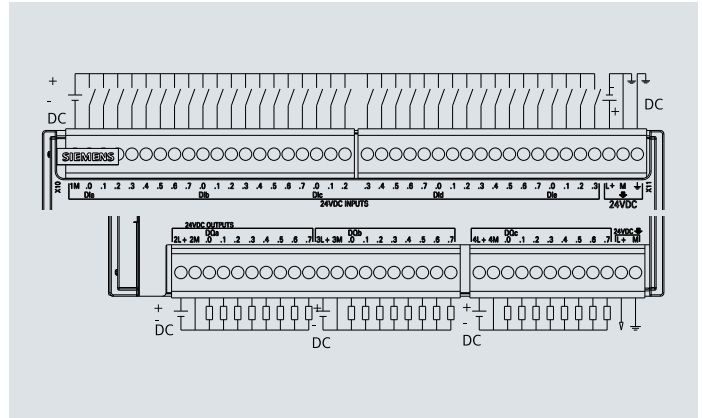 +
-
DC
-
+
DC
SIEMENS
X10
1M .0 .1 .2 .3 .4 .5 .6 .7 .0 .1 .2 .3 .4 .5 .6 .7 .0 .1 .2 .3 .4 .5 .6 .7 .0 .1 .2 .3 .4 .5 .6 .7 .0 .1 .2 .3 L+ M
X11
DIa DIb DIc DId DIe
24VDC INPUTS
24VDC
24VDC OUTPUTS
DQa DQb DQc 24VDC
2L+ 2M .0 .1 .2 .3 .4 .5 .6 .7 3L+ 3M .0 .1 .2 .3 .4 .5 .6 .7 4L+ 4M .0 .1 .2 .3 .4 .5 .6 .7 L+ M
+
-
DC
+
-
DC
+
-
DC